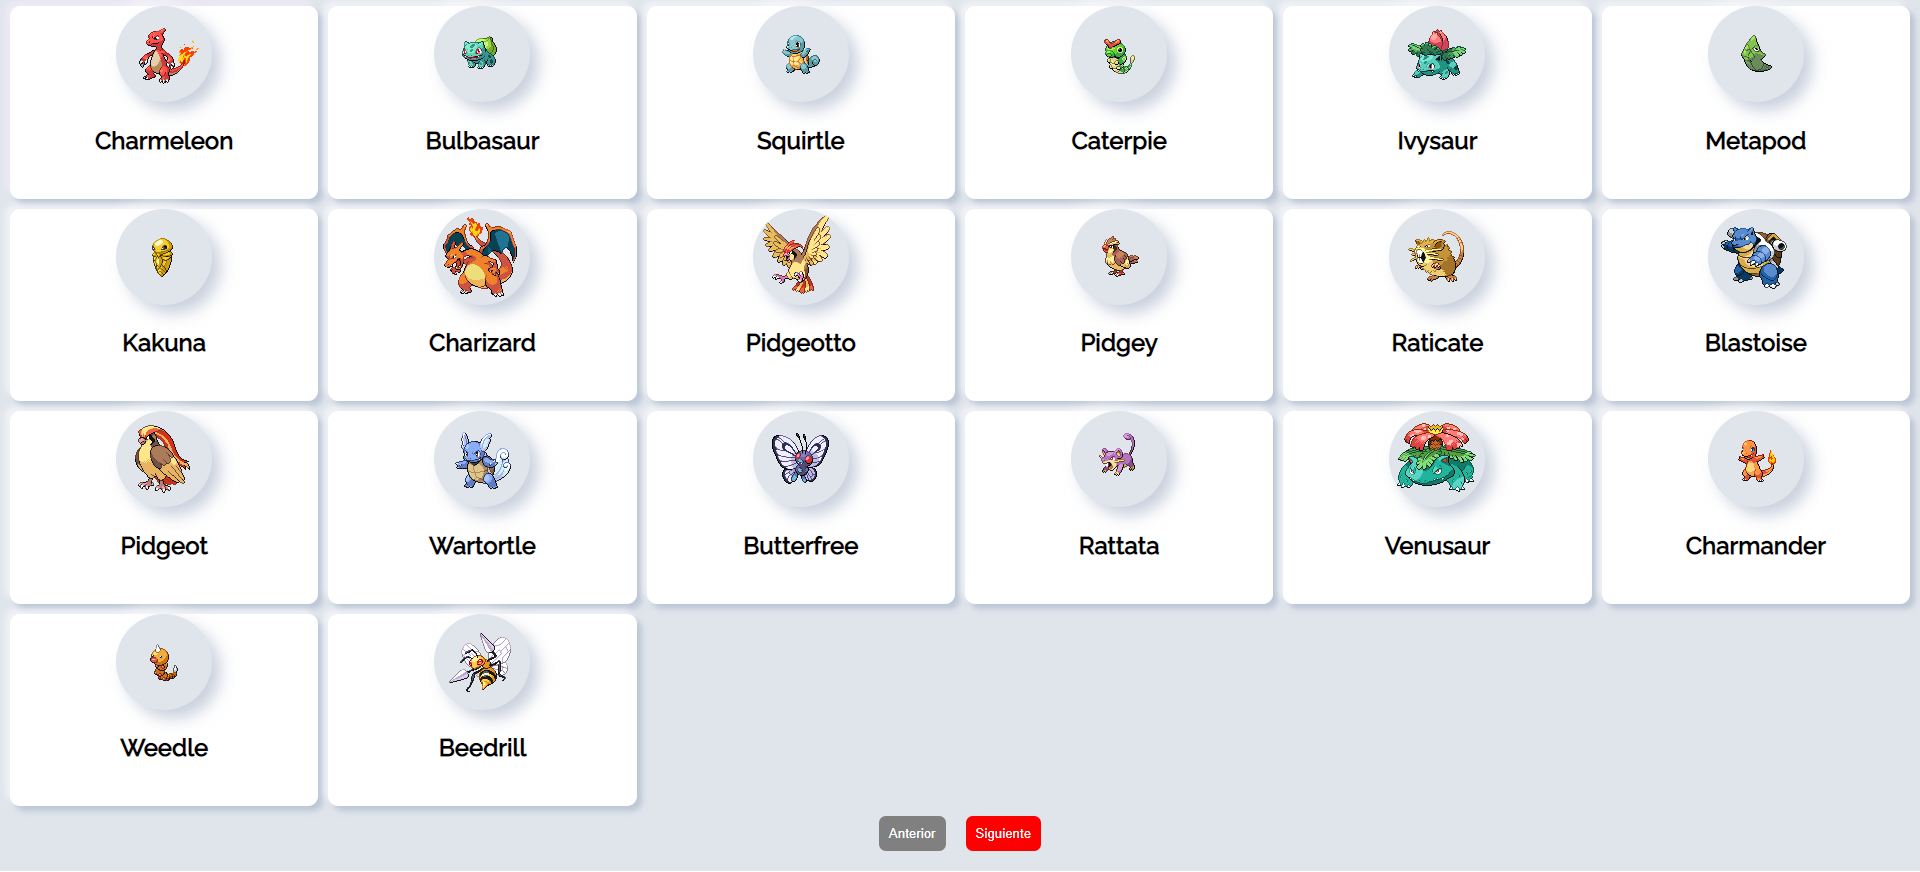 Charmeleon
Bulbasaur
Squirtle
Caterpie
Ivysaur
Metapod
Kakuna
Charizard
Pidgeotto
Pidgey
Raticate
Blastoise
Pidgeot
Wartortle
Butterfree
Rattata
Venusaur
Charmander
Weedle
Beedrill
Anterior
Siguiente